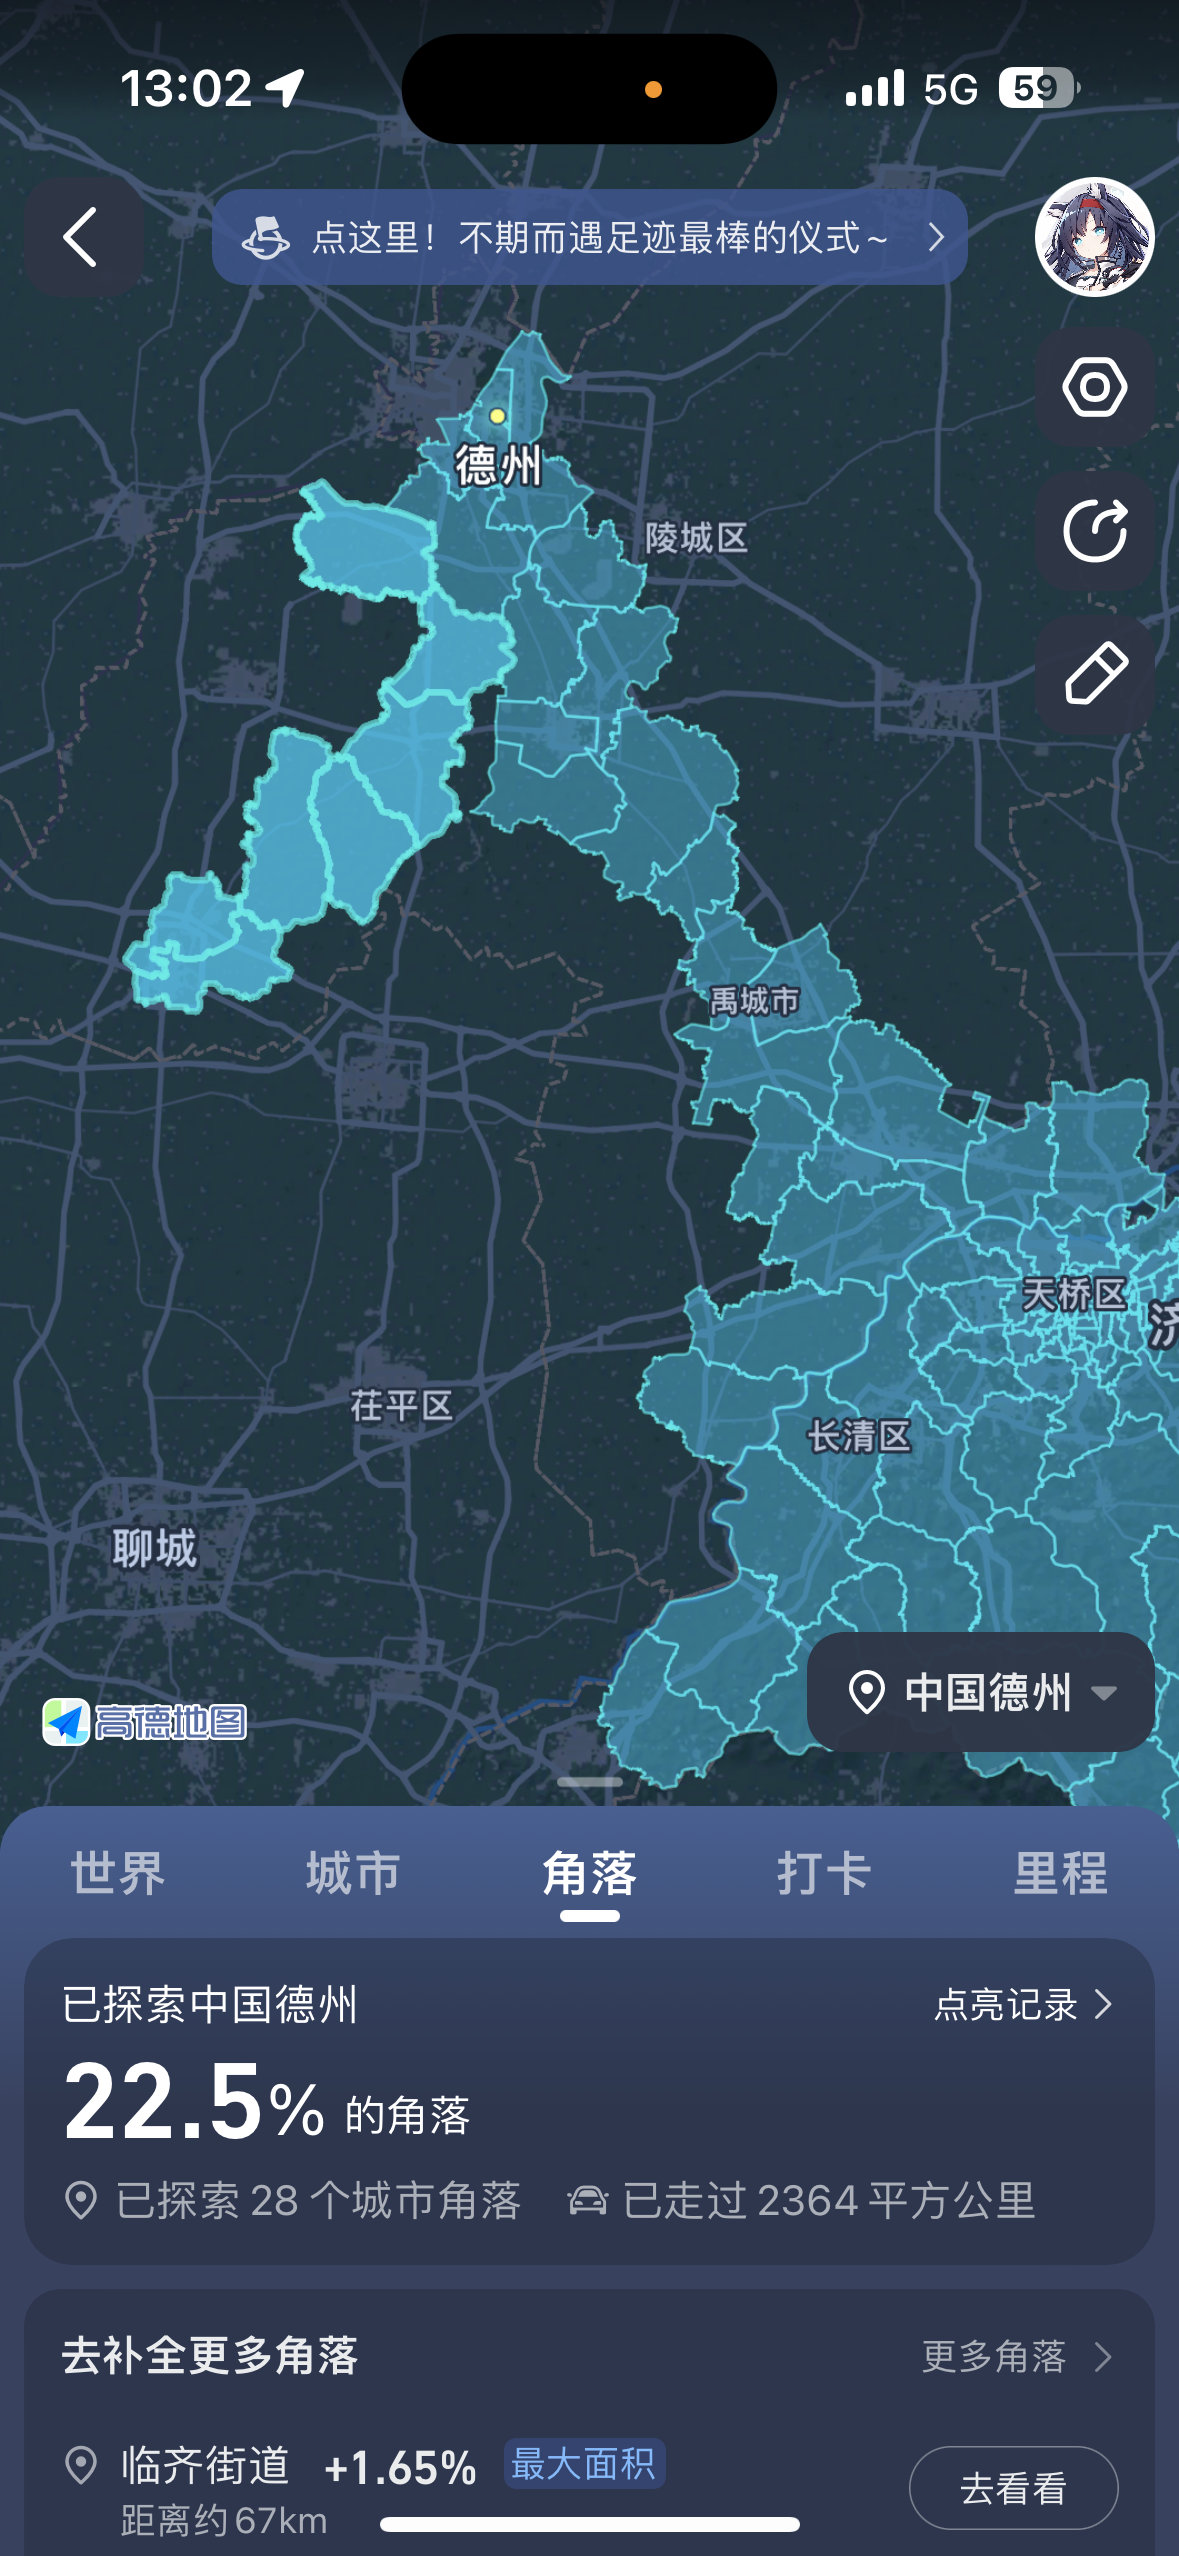 13:02
5G
59
点这里！不期而遇足迹最棒的仪式~
德州
陵城区
禹城市
天桥区
济
茌平区
长清区
聊城
中国德州
高德地图
世界 城市 角落 打卡 里程
已探索中国德州
点亮记录
22.5% 的角落
已探索 28 个城市角落 已走过 2364 平方公里
去补全更多角落
更多角落
临齐街道 +1.65% 最大面积
去看看
距离约67km